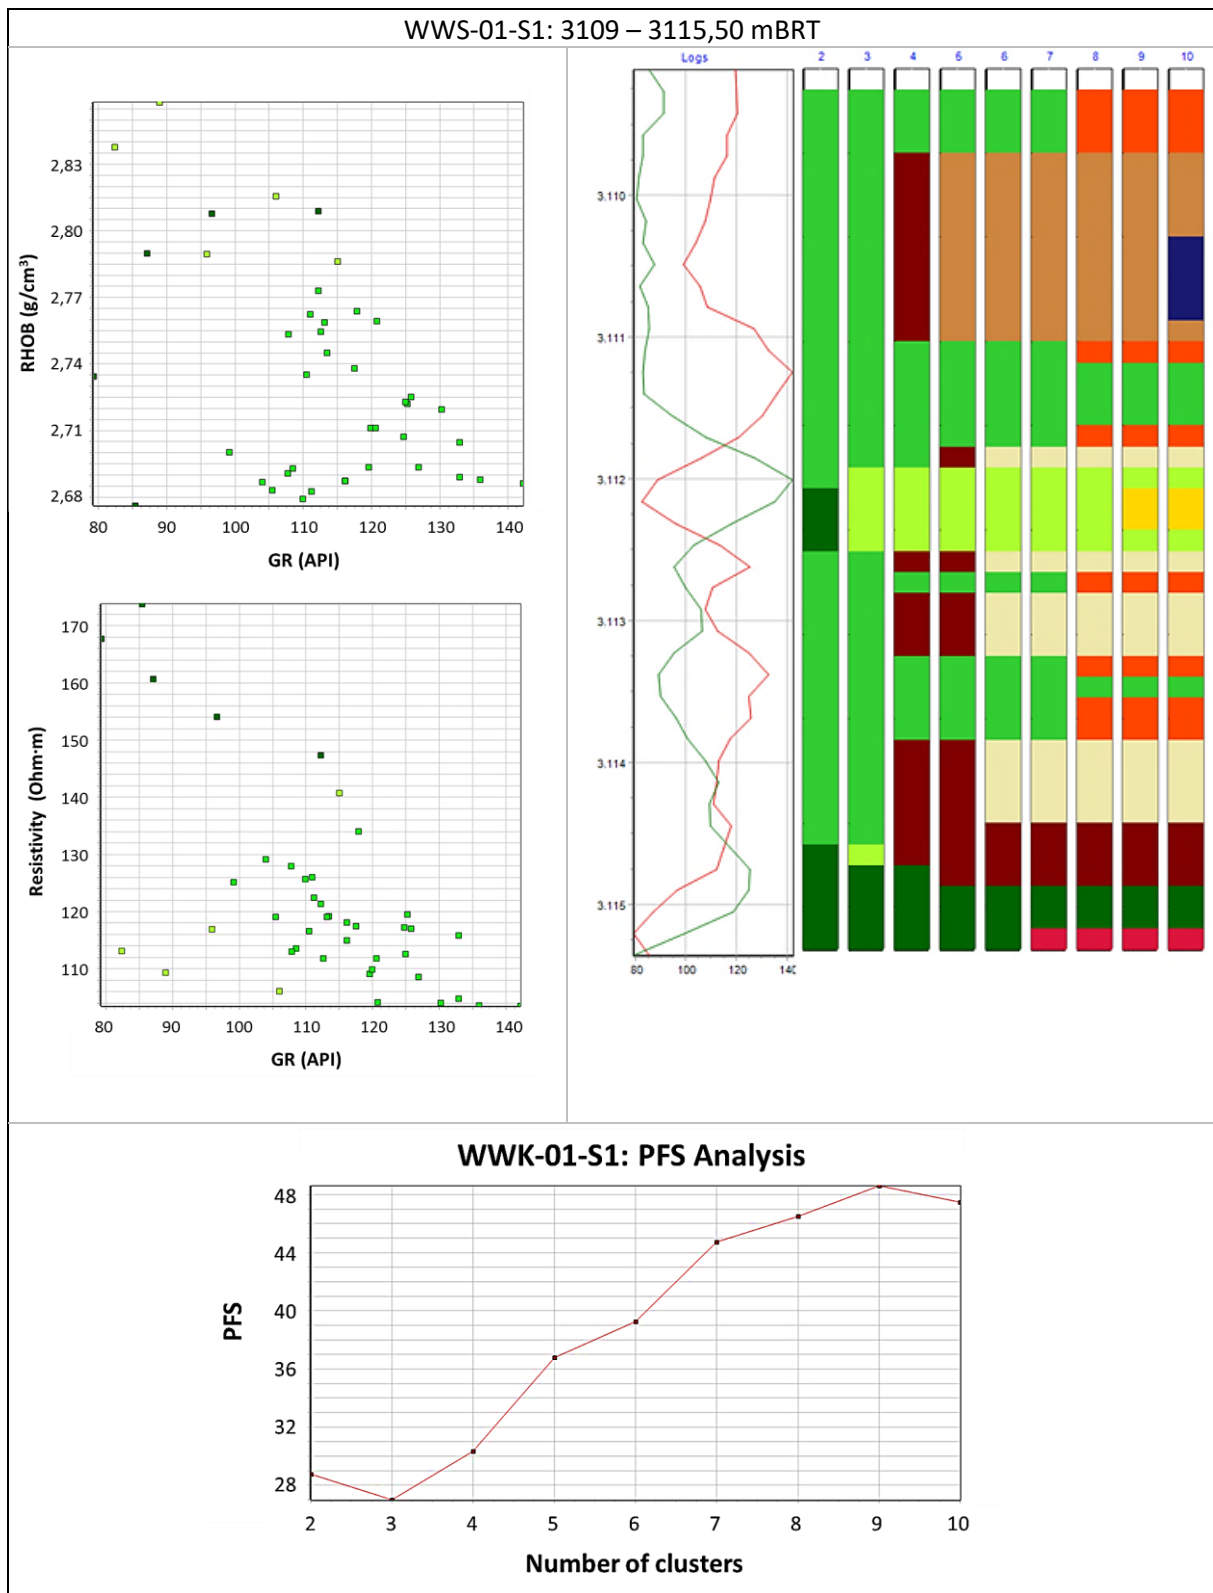 WWS-01-S1: 3109 – 3115,50 mBRT
2,83
2,80
2,77
2,74
2,71
2,68
RHOB (g/cm³)
80 90 100 110 120 130 140
GR (API)
170
160
150
140
130
120
110
Resistivity (Ohm·m)
80 90 100 110 120 130 140
GR (API)
Logs 2 3 4 5 6 7 8 9 10
3.110
3.111
3.112
3.113
3.114
3.115
80 100 120 140
WWK-01-S1: PFS Analysis
48
44
40
36
32
28
PFS
2 3 4 5 6 7 8 9 10
Number of clusters